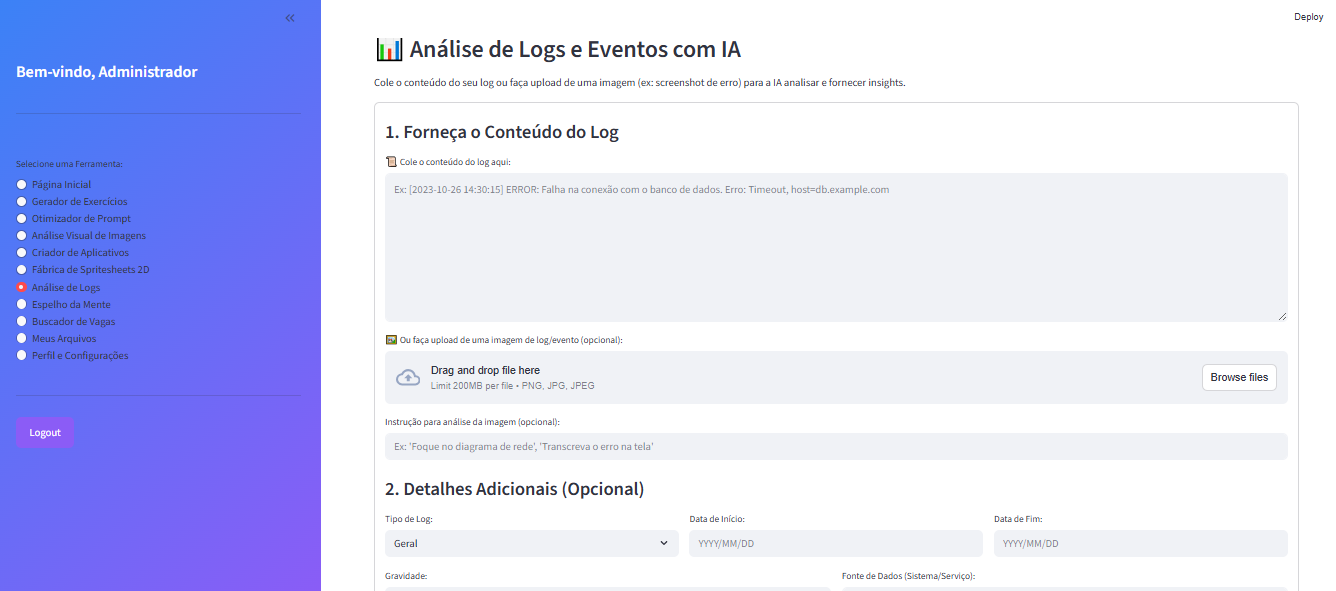 Deploy
Bem-vindo, Administrador
Selecione uma Ferramenta:
Página Inicial
Gerador de Exercícios
Otimizador de Prompt
Análise Visual de Imagens
Criador de Aplicativos
Fábrica de Spritesheets 2D
Análise de Logs
Espelho da Mente
Buscador de Vagas
Meus Arquivos
Perfil e Configurações
Logout
Análise de Logs e Eventos com IA
Cole o conteúdo do seu log ou faça upload de uma imagem (ex: screenshot de erro) para a IA analisar e fornecer insights.
1. Forneça o Conteúdo do Log
Cole o conteúdo do log aqui:
Ex: [2023-10-26 14:30:15] ERROR: Falha na conexão com o banco de dados. Erro: Timeout, host=db.example.com
Ou faça upload de uma imagem de log/evento (opcional):
Drag and drop file here
Limit 200MB per file • PNG, JPG, JPEG
Browse files
Instrução para análise da imagem (opcional):
Ex: 'Foque no diagrama de rede', 'Transcreva o erro na tela'
2. Detalhes Adicionais (Opcional)
Tipo de Log:
Geral
Data de Início:
YYYY/MM/DD
Data de Fim:
YYYY/MM/DD
Gravidade:
Fonte de Dados (Sistema/Serviço):